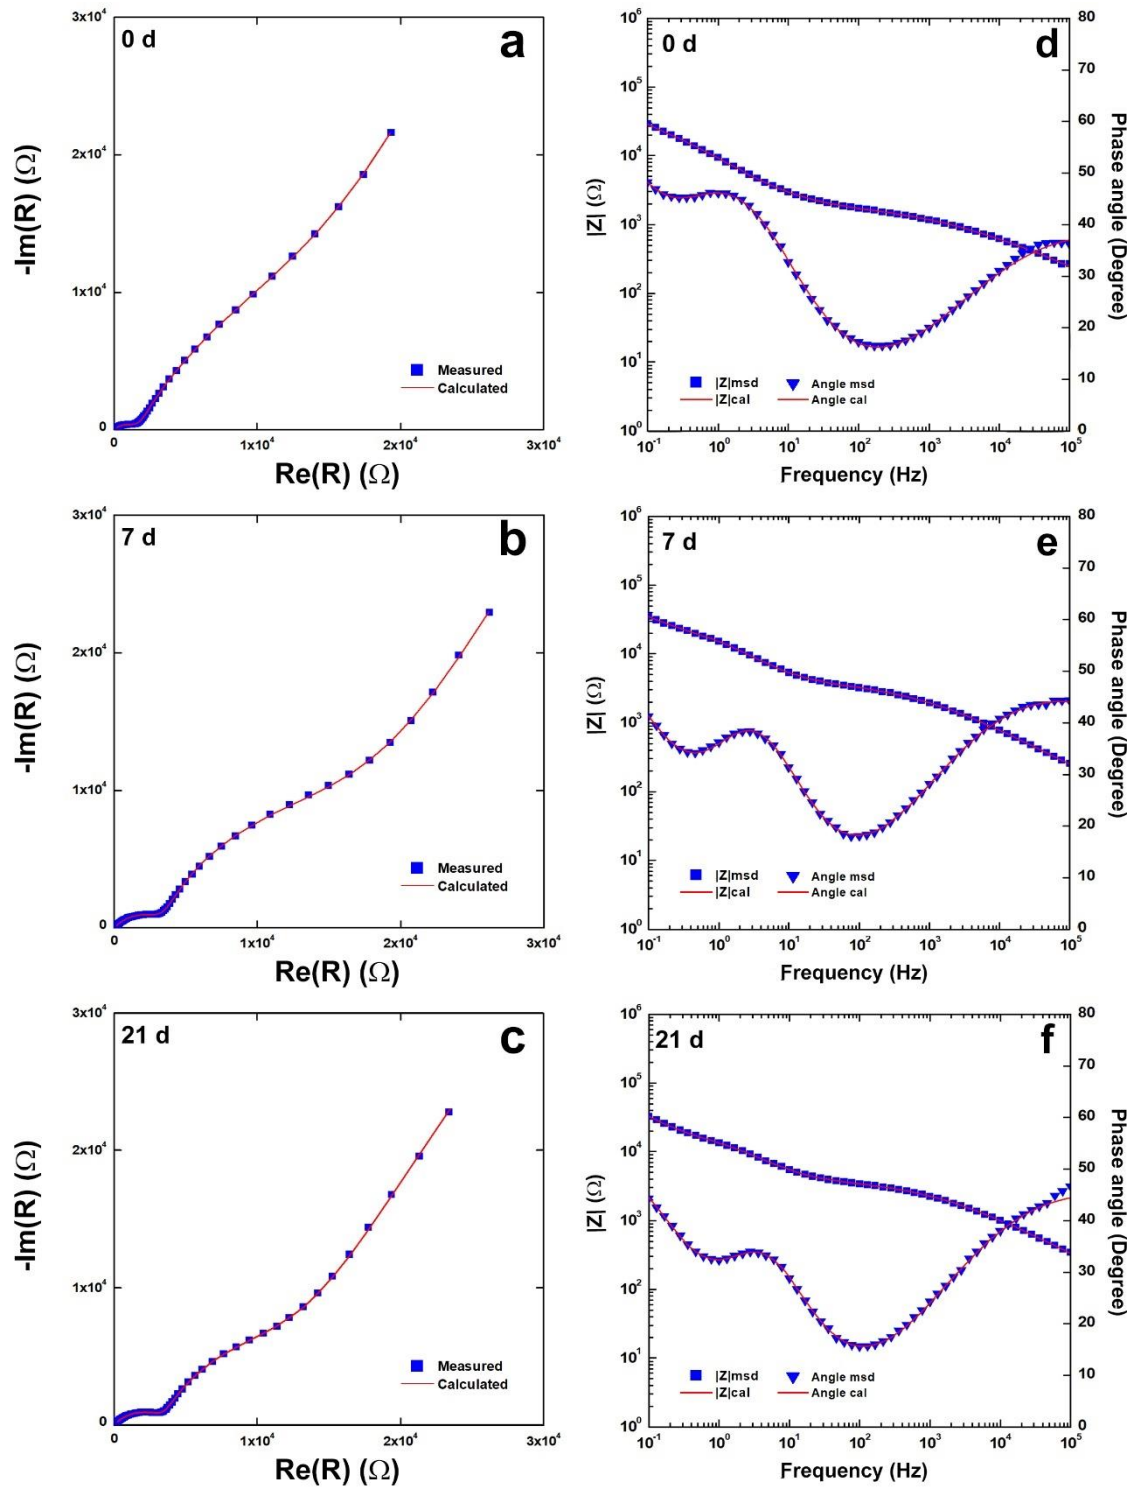 0 d
a
3x10⁴
2x10⁴
1x10⁴
0
-Im(R) (Ω)
Measured
Calculated
0
1x10⁴
2x10⁴
3x10⁴
Re(R) (Ω)
0 d
d
10⁶
10⁵
10⁴
10³
10²
10¹
10⁰
|Z| (Ω)
80
70
60
50
40
30
20
10
0
Phase angle (Degree)
|Z|msd
Angle msd
|Z|cal
Angle cal
10⁻¹
10⁰
10¹
10²
10³
10⁴
10⁵
Frequency (Hz)
7 d
b
3x10⁴
2x10⁴
1x10⁴
0
-Im(R) (Ω)
Measured
Calculated
0
1x10⁴
2x10⁴
3x10⁴
Re(R) (Ω)
7 d
e
10⁶
10⁵
10⁴
10³
10²
10¹
10⁰
|Z| (Ω)
80
70
60
50
40
30
20
10
0
Phase angle (Degree)
|Z|msd
Angle msd
|Z|cal
Angle cal
10⁻¹
10⁰
10¹
10²
10³
10⁴
10⁵
Frequency (Hz)
21 d
c
3x10⁴
2x10⁴
1x10⁴
0
-Im(R) (Ω)
Measured
Calculated
0
1x10⁴
2x10⁴
3x10⁴
Re(R) (Ω)
21 d
f
10⁶
10⁵
10⁴
10³
10²
10¹
10⁰
|Z| (Ω)
80
70
60
50
40
30
20
10
0
Phase angle (Degree)
|Z|msd
Angle msd
|Z|cal
Angle cal
10⁻¹
10⁰
10¹
10²
10³
10⁴
10⁵
Frequency (Hz)